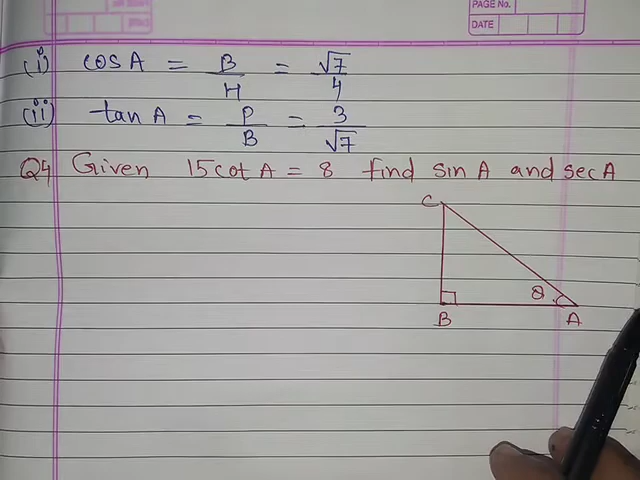 PAGE No.
DATE
(i) cos A = B/H = √7/4
(ii) tan A = P/B = 3/√7
Q4 Given 15 cot A = 8 find sin A and sec A
C
θ
B A